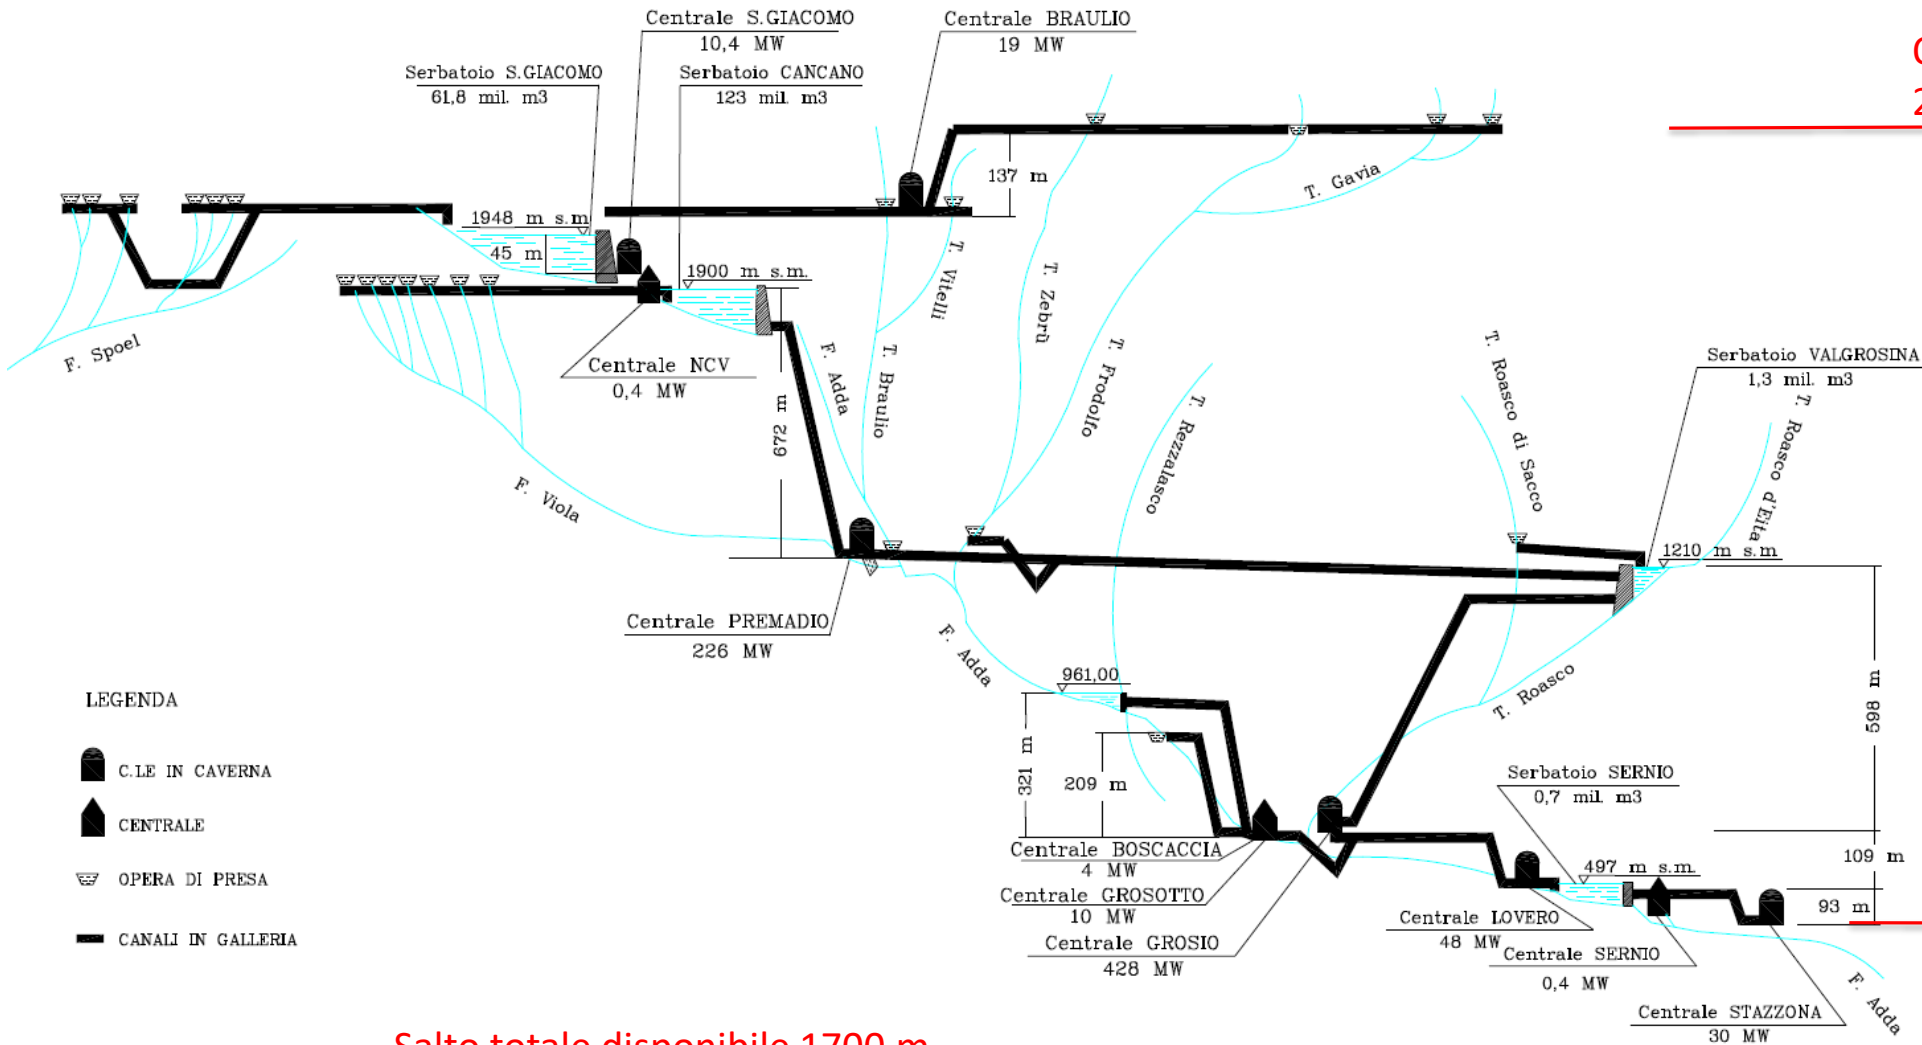 Centrale S.GIACOMO
10,4 MW
Centrale BRAULIO
19 MW
Serbatoio S.GIACOMO
61,8 mil. m3
Serbatoio CANCANO
123 mil. m3
137 m
T. Gavia
1948 m s.m
45 m
1900 m s.m.
T. Vitelli
T. Zebrù
F. Spoel
Centrale NCV
0,4 MW
672 m
F. Adda
T. Braulio
T. Frodolfo
T. Rezzalasco
T. Roasco di Sacco
Serbatoio VALGROSINA
1,3 mil. m3
T. Roasco d'Eita
F. Viola
1210 m s.m
Centrale PREMADIO
226 MW
F. Adda
961,00
T. Roasco
598 m
LEGENDA
C.LE IN CAVERNA
CENTRALE
OPERA DI PRESA
CANALI IN GALLERIA
321 m
209 m
Serbatoio SERNIO
0,7 mil. m3
Centrale BOSCACCIA
4 MW
Centrale GROSOTTO
10 MW
Centrale GROSIO
428 MW
497 m s.m.
109 m
93 m
Centrale LOVERO
48 MW
Centrale SERNIO
0,4 MW
Centrale STAZZONA
30 MW
F. Adda
Salto totale disponibile 1700 m